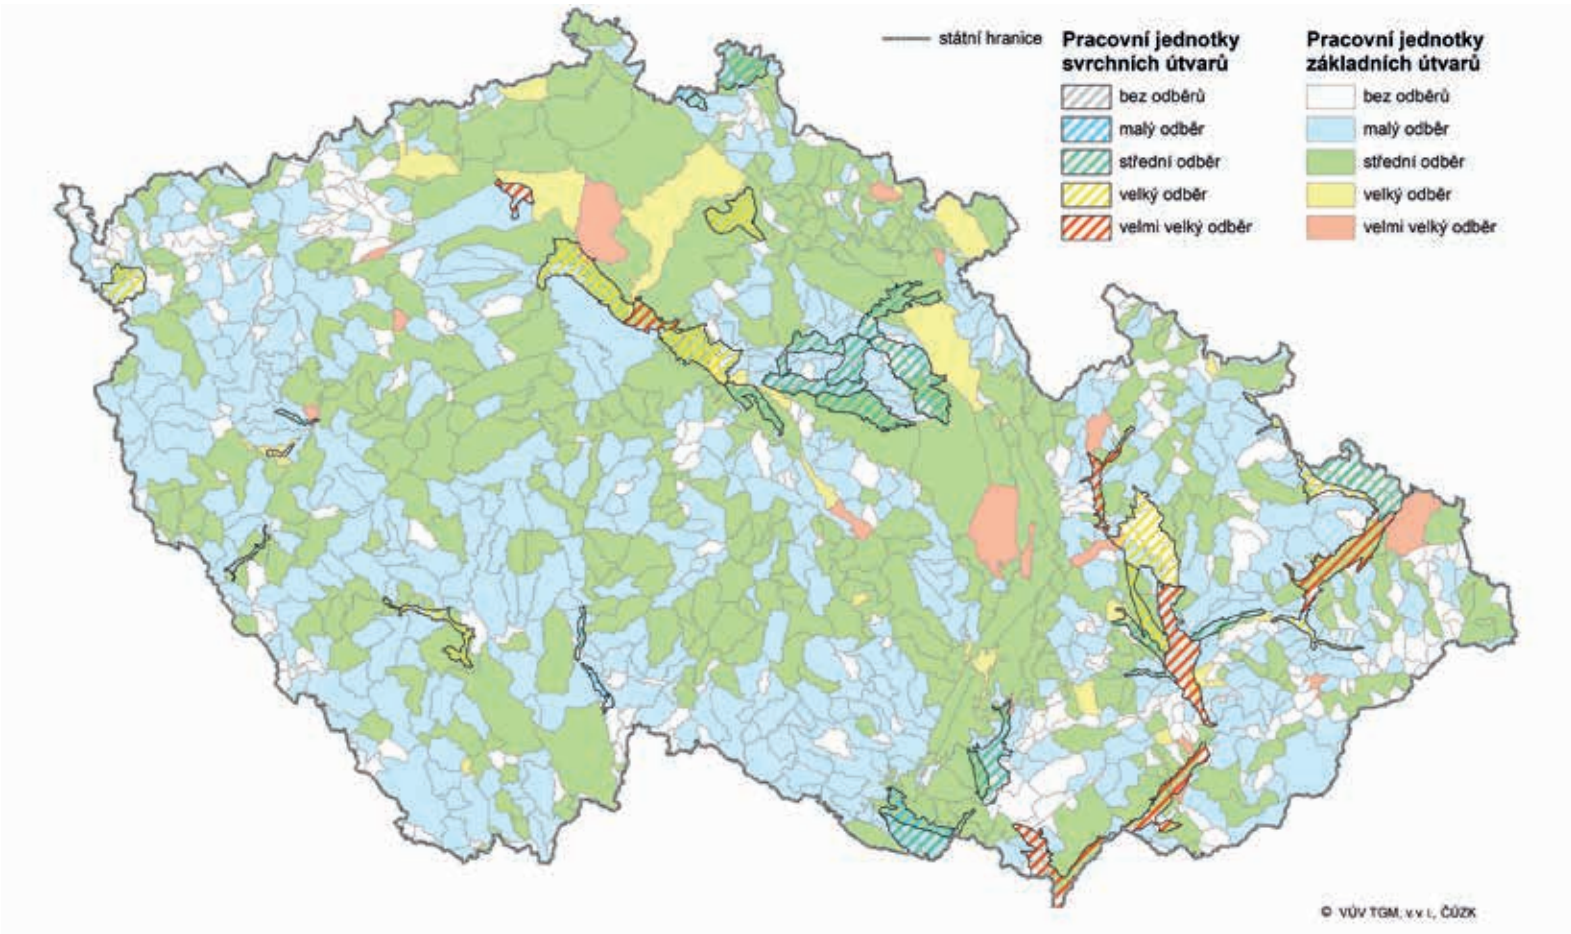 státní hranice
Pracovní jednotky
svrchních útvarů
bez odběrů
malý odběr
střední odběr
velký odběr
velmi velký odběr
Pracovní jednotky
základních útvarů
bez odběrů
malý odběr
střední odběr
velký odběr
velmi velký odběr
© VÚV TGM, v.v. i., ČÚZK